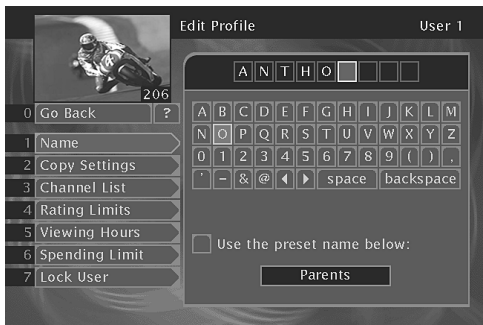 Edit Profile User 1
206
0 Go Back ?
1 Name
2 Copy Settings
3 Channel List
4 Rating Limits
5 Viewing Hours
6 Spending Limit
7 Lock User
A N T H O
A B C D E F G H I J K L M
N O P Q R S T U V W X Y Z
0 1 2 3 4 5 6 7 8 9 ( ) ,
' – & @ space backspace
Use the preset name below:
Parents